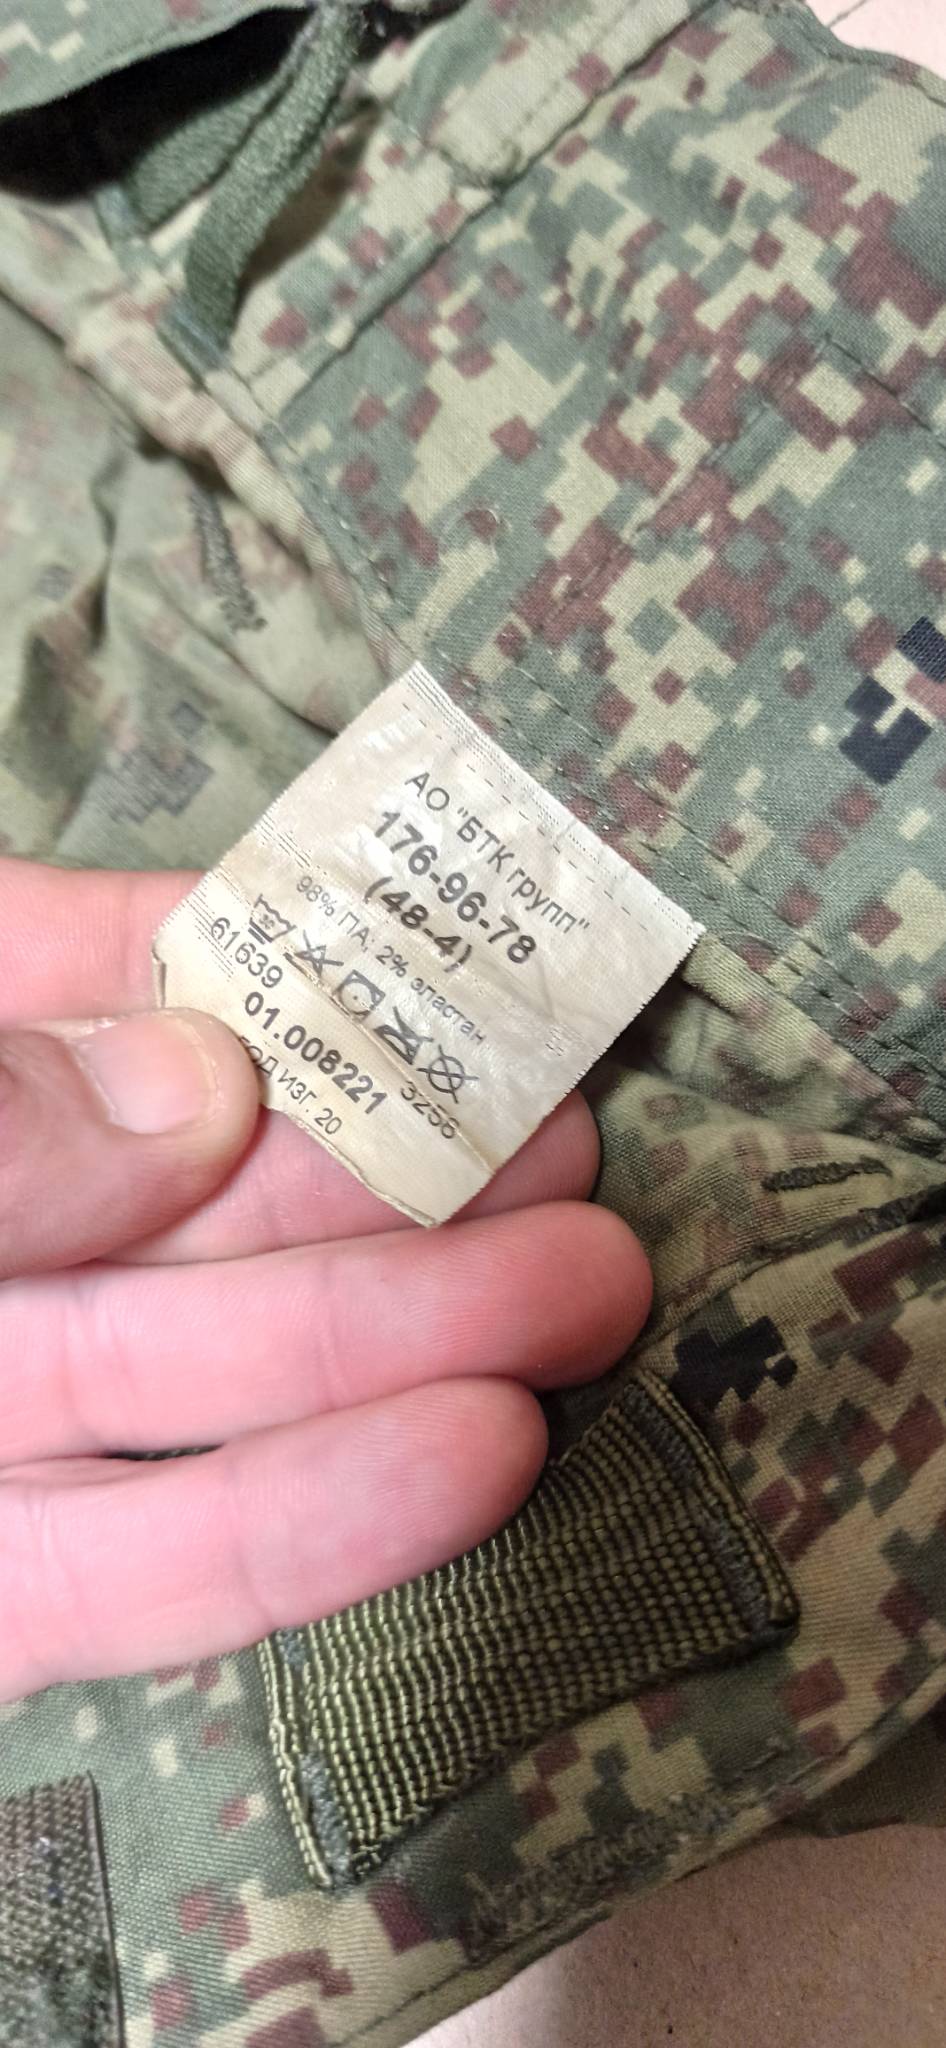 АО "БТК групп"
176-96-78
(48-4)
98% ПА; 2% эластан
61639
01.008221
3256
ГОД ИЗГ. 20